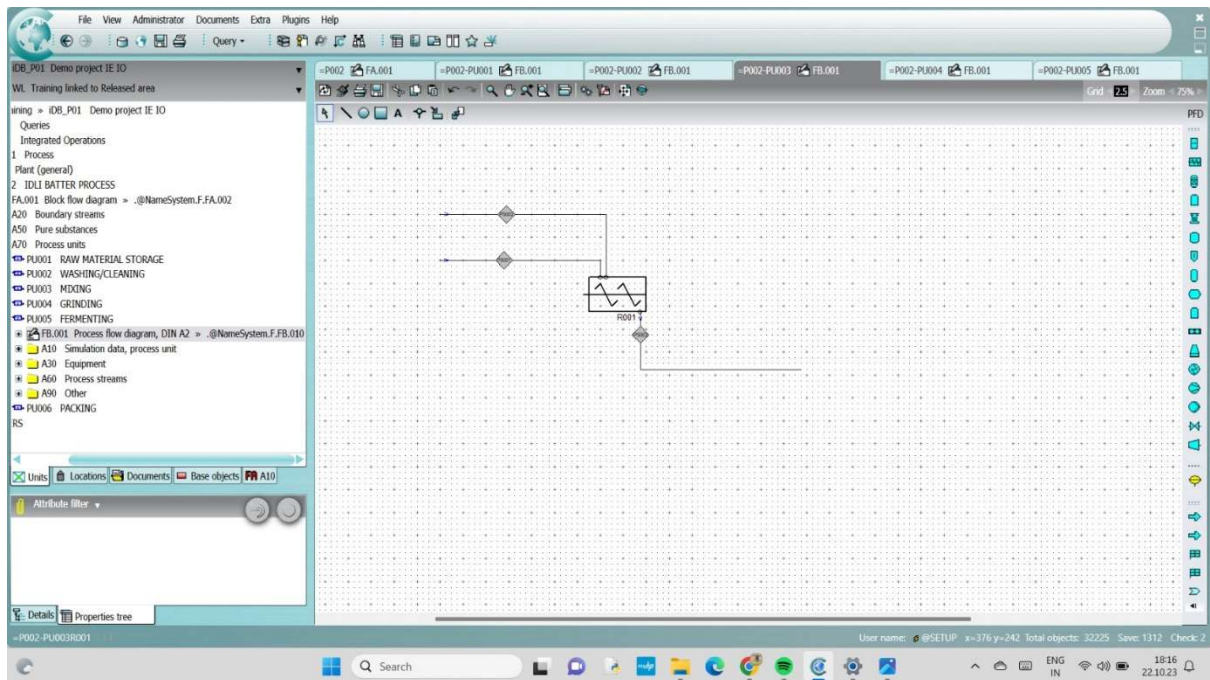 File View Administrator Documents Extra Plugins Help
Query
iDB_P01 Demo project IE IO
WL Training linked to Released area
ining » iDB_P01 Demo project IE IO
Queries
Integrated Operations
1 Process
Plant (general)
2 IDLI BATTER PROCESS
FA.001 Block flow diagram » .@NameSystem.F.FA.002
A20 Boundary streams
A50 Pure substances
A70 Process units
PU001 RAW MATERIAL STORAGE
PU002 WASHING/CLEANING
PU003 MIXING
PU004 GRINDING
PU005 FERMENTING
FB.001 Process flow diagram, DIN A2 » .@NameSystem.F.FB.010
A10 Simulation data, process unit
A30 Equipment
A60 Process streams
A90 Other
PU006 PACKING
RS
Units Locations Documents Base objects FA A10
Attribute filter
Details Properties tree
=P002 FA.001 =P002-PU001 FB.001 =P002-PU002 FB.001 =P002-PU003 FB.001 =P002-PU004 FB.001 =P002-PU005 FB.001
Grid 2.5 Zoom 75%
A
PFD
R001
=P002-PU003R001
User name: @SETUP x=376 y=242 Total objects: 32225 Save: 1312 Check: 2
Search
ENG
IN
18:16
22.10.23